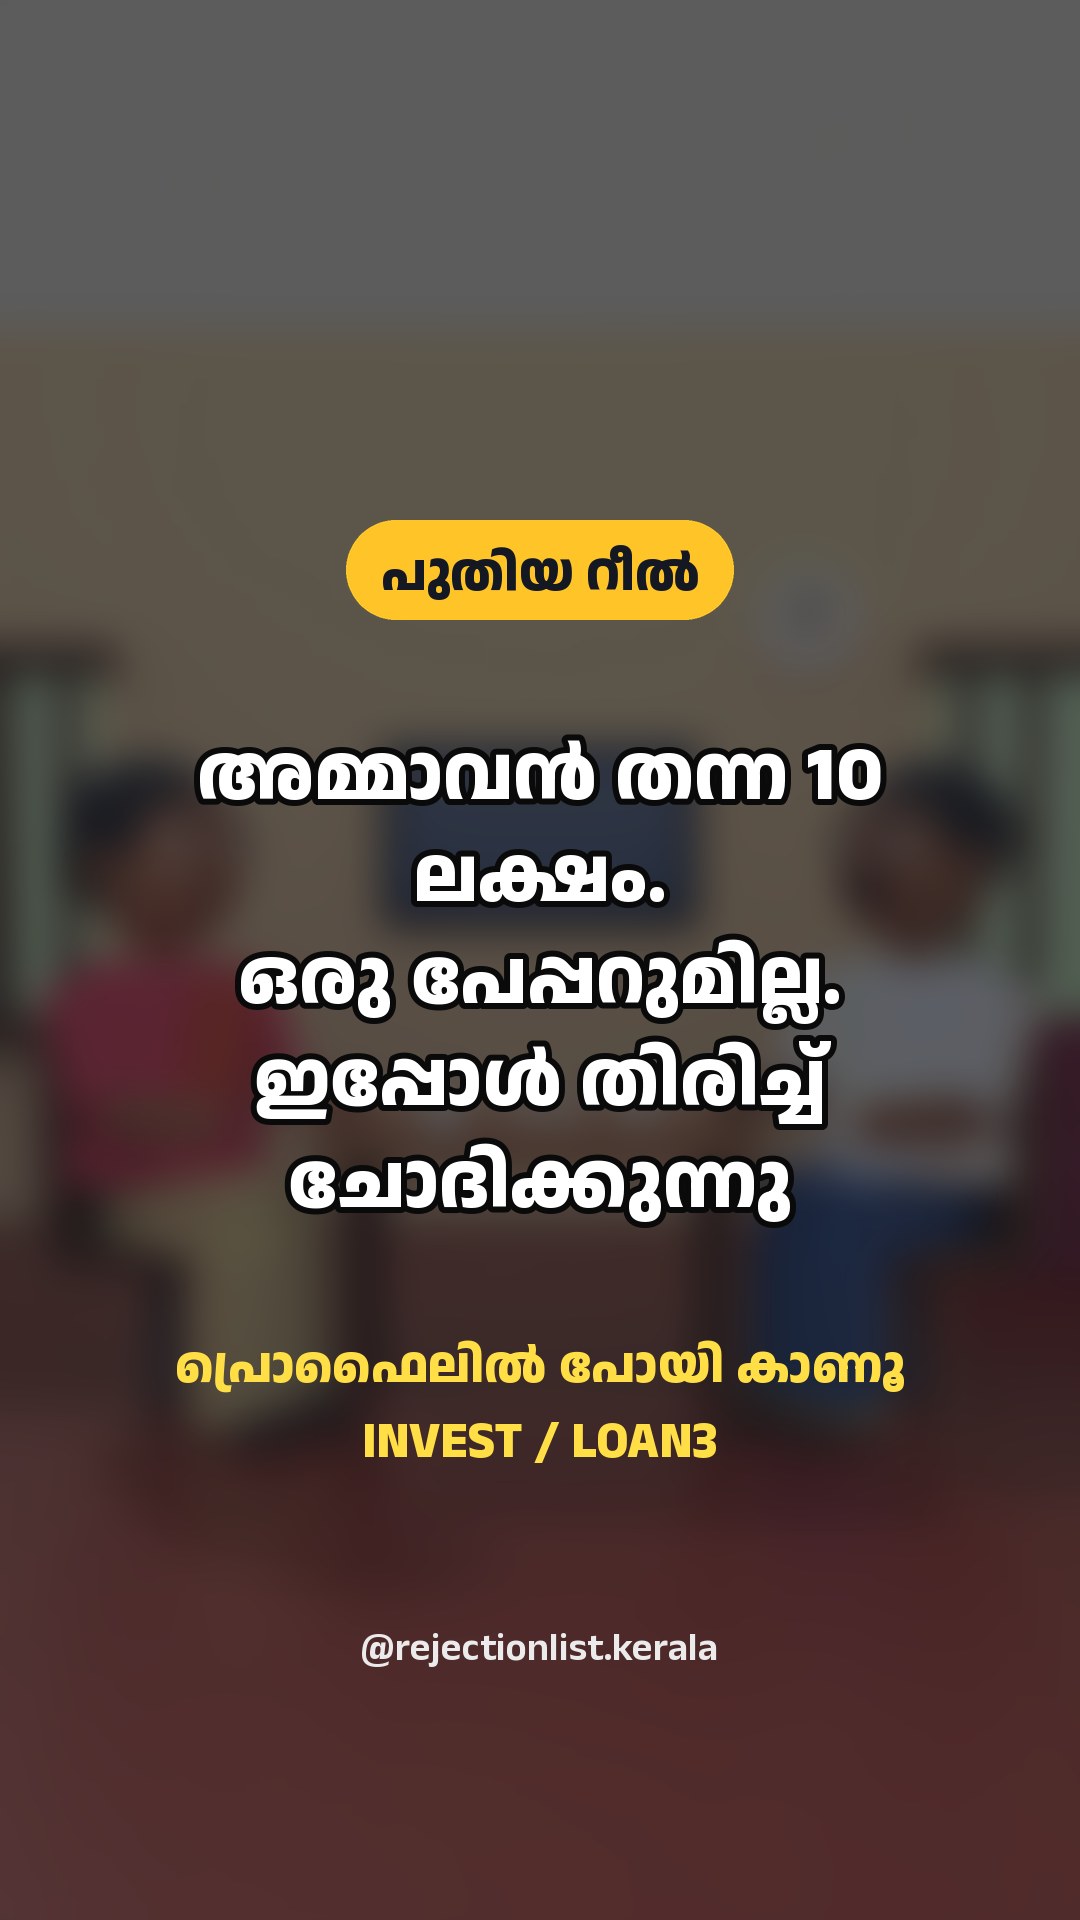 പുതിയ റീൽ
അമ്മാവൻ തന്ന 10
ലക്ഷം.
ഒരു പേപ്പറുമില്ല.
ഇപ്പോൾ തിരിച്ച്
ചോദിക്കുന്നു
പ്രൊഫൈലിൽ പോയി കാണൂ
INVEST / LOAN3
@rejectionlist.kerala